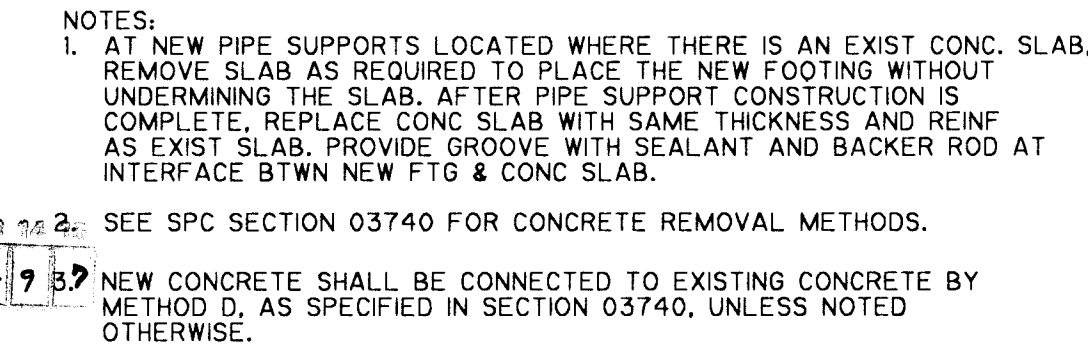 NOTES:
1. AT NEW PIPE SUPPORTS LOCATED WHERE THERE IS AN EXIST CONC. SLAB,
REMOVE SLAB AS REQUIRED TO PLACE THE NEW FOOTING WITHOUT
UNDERMINING THE SLAB. AFTER PIPE SUPPORT CONSTRUCTION IS
COMPLETE, REPLACE CONC SLAB WITH SAME THICKNESS AND REINF
AS EXIST SLAB. PROVIDE GROOVE WITH SEALANT AND BACKER ROD AT
INTERFACE BTWN NEW FTG & CONC SLAB.
2. SEE SPC SECTION 03740 FOR CONCRETE REMOVAL METHODS.
9 3. NEW CONCRETE SHALL BE CONNECTED TO EXISTING CONCRETE BY
METHOD D, AS SPECIFIED IN SECTION 03740, UNLESS NOTED
OTHERWISE.